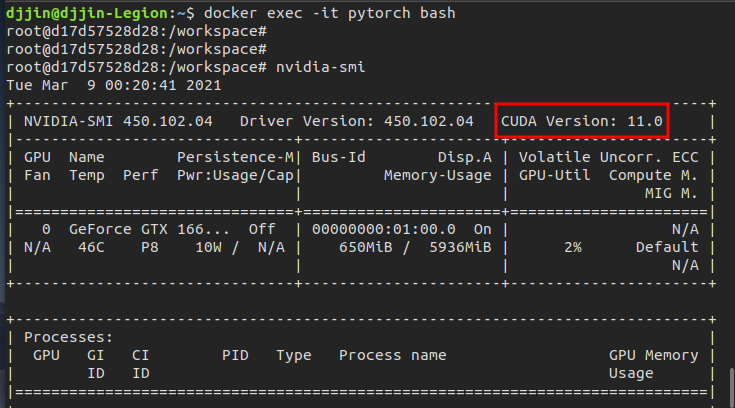 djjin@djjin-Legion:~$ docker exec -it pytorch bash
root@d17d57528d28:/workspace#
root@d17d57528d28:/workspace#
root@d17d57528d28:/workspace# nvidia-smi
Tue Mar  9 00:20:41 2021
+-----------------------------------------------------------------------------+
| NVIDIA-SMI 450.102.04   Driver Version: 450.102.04   CUDA Version: 11.0     |
|-------------------------------+----------------------+----------------------+
| GPU  Name        Persistence-M| Bus-Id        Disp.A | Volatile Uncorr. ECC |
| Fan  Temp  Perf  Pwr:Usage/Cap|         Memory-Usage | GPU-Util  Compute M. |
|                               |                      |               MIG M. |
|===============================+======================+======================|
|   0  GeForce GTX 166...  Off  | 00000000:01:00.0  On |                  N/A |
| N/A   46C    P8    10W /  N/A |    650MiB /  5936MiB |      2%      Default |
|                               |                      |                  N/A |
+-------------------------------+----------------------+----------------------+
+-----------------------------------------------------------------------------+
| Processes:                                                                  |
|  GPU   GI   CI        PID   Type   Process name                  GPU Memory |
|        ID   ID                                                   Usage      |
|=============================================================================|